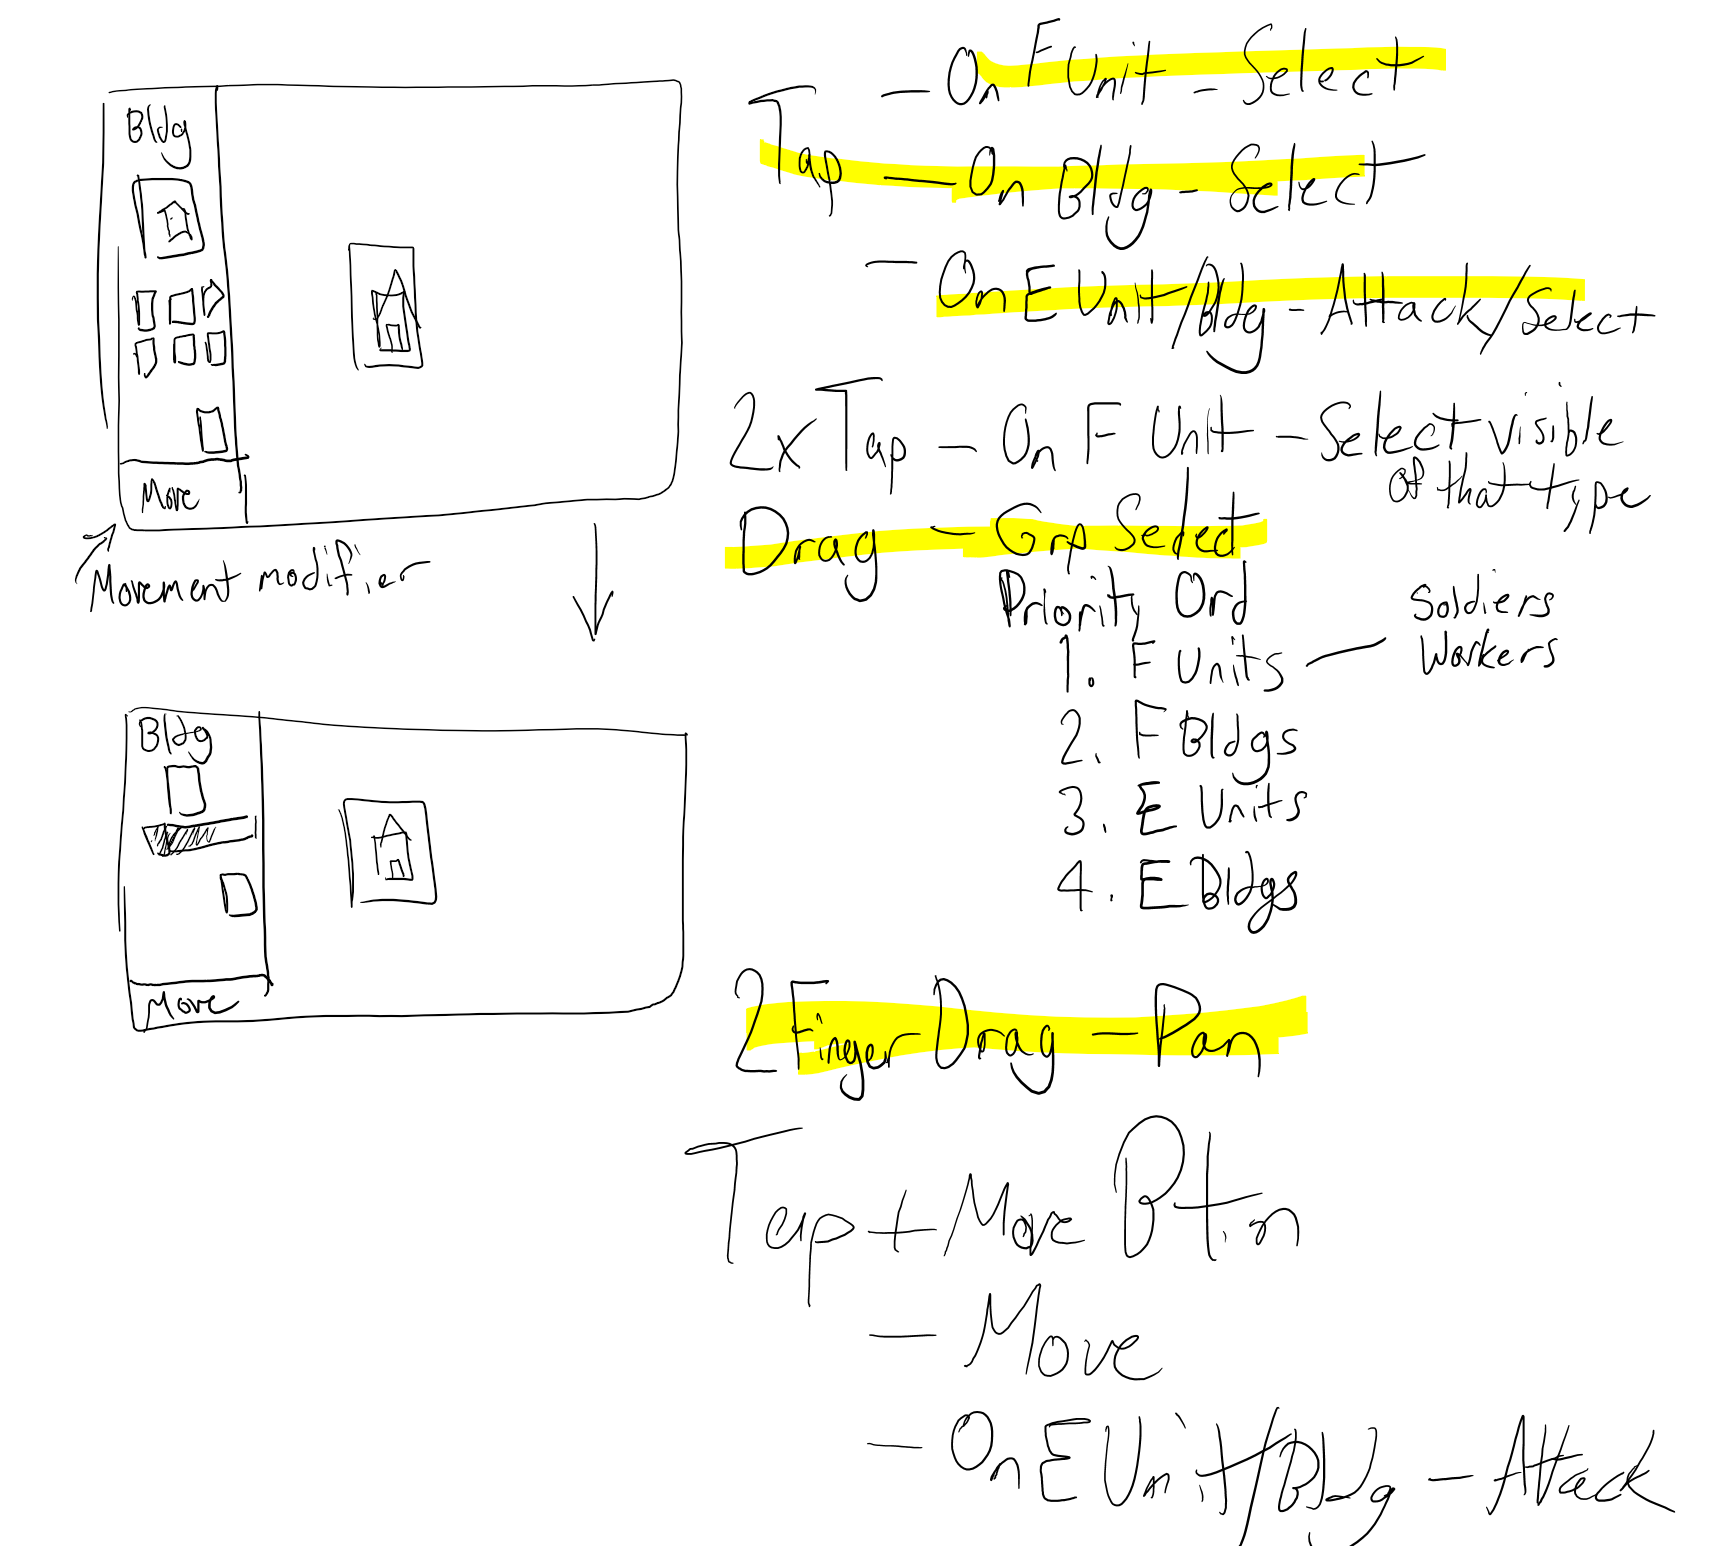 Bldg
Move
Movement modifier
Bldg
Move
Tap - On F Unit - Select
- On Bldg - Select
- On E Unit/Bldg - Attack/Select
2x Tap - On F Unit - Select visible
of that type
Drag - Grp Select
Priority Ord
1. F Units - Soldiers
Workers
2. F Bldgs
3. E Units
4. E Bldgs
2 Finger Drag - Pan
Tap + Move Btn
- Move
- On E Unit/Bldg - Attack